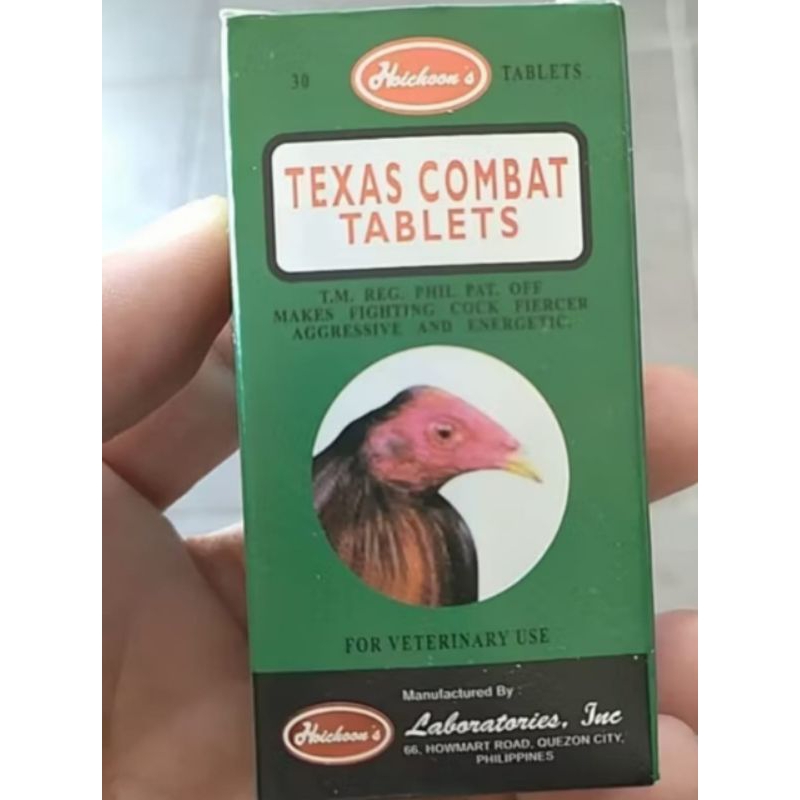 30 Hoichoon's TABLETS
TEXAS COMBAT
TABLETS
T.M. REG. PHIL. PAT. OFF
MAKES FIGHTING COCK FIERCER
AGGRESSIVE AND ENERGETIC.
FOR VETERINARY USE
Manufactured By :
Hoichoon's Laboratories, Inc
66, HOWMART ROAD, QUEZON CITY,
PHILIPPINES